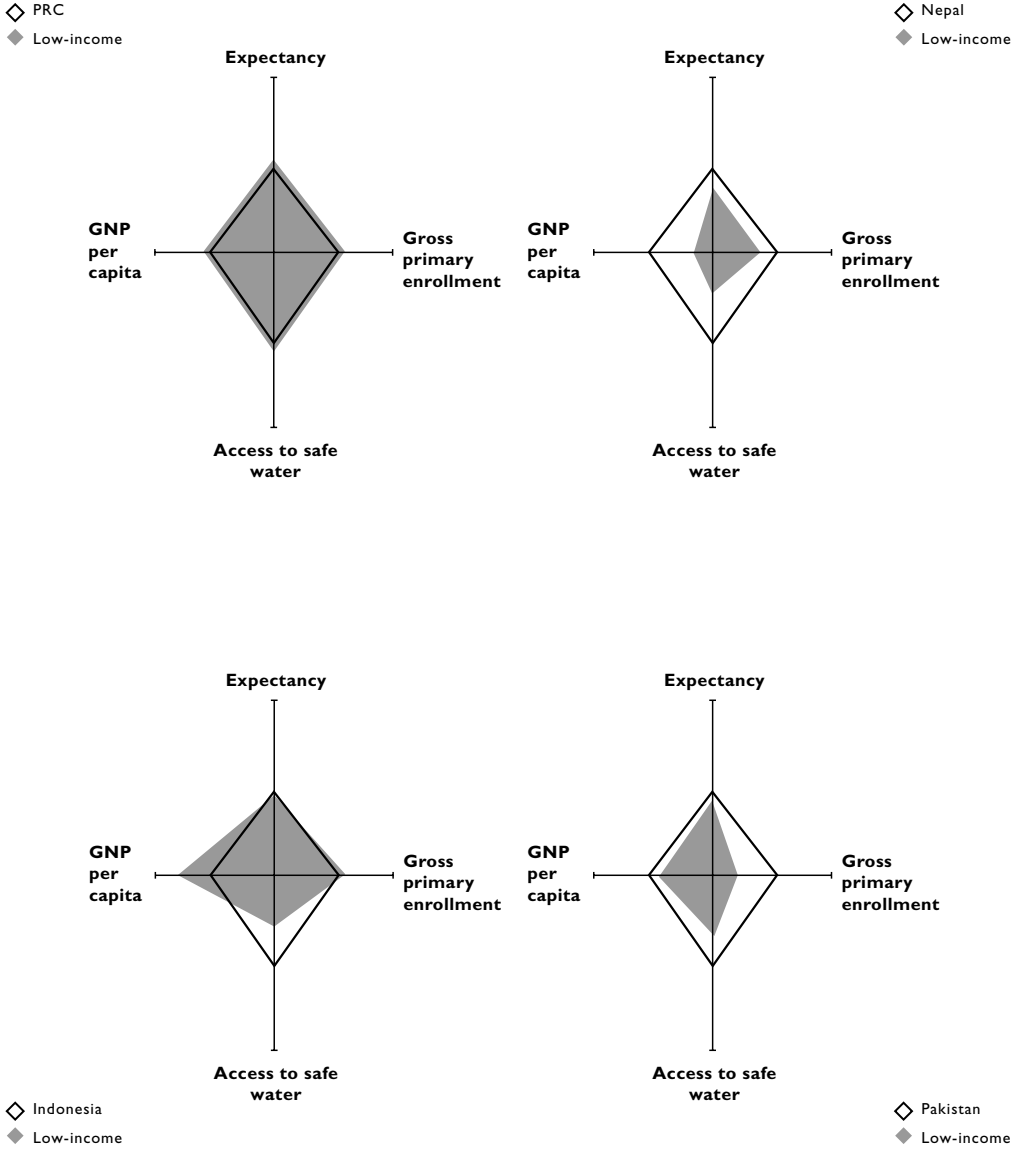 PRC
Low-income
Expectancy
GNP
per
capita
Gross
primary
enrollment
Access to safe
water
Nepal
Low-income
Expectancy
GNP
per
capita
Gross
primary
enrollment
Access to safe
water
Expectancy
GNP
per
capita
Gross
primary
enrollment
Access to safe
water
Indonesia
Low-income
Expectancy
GNP
per
capita
Gross
primary
enrollment
Access to safe
water
Pakistan
Low-income